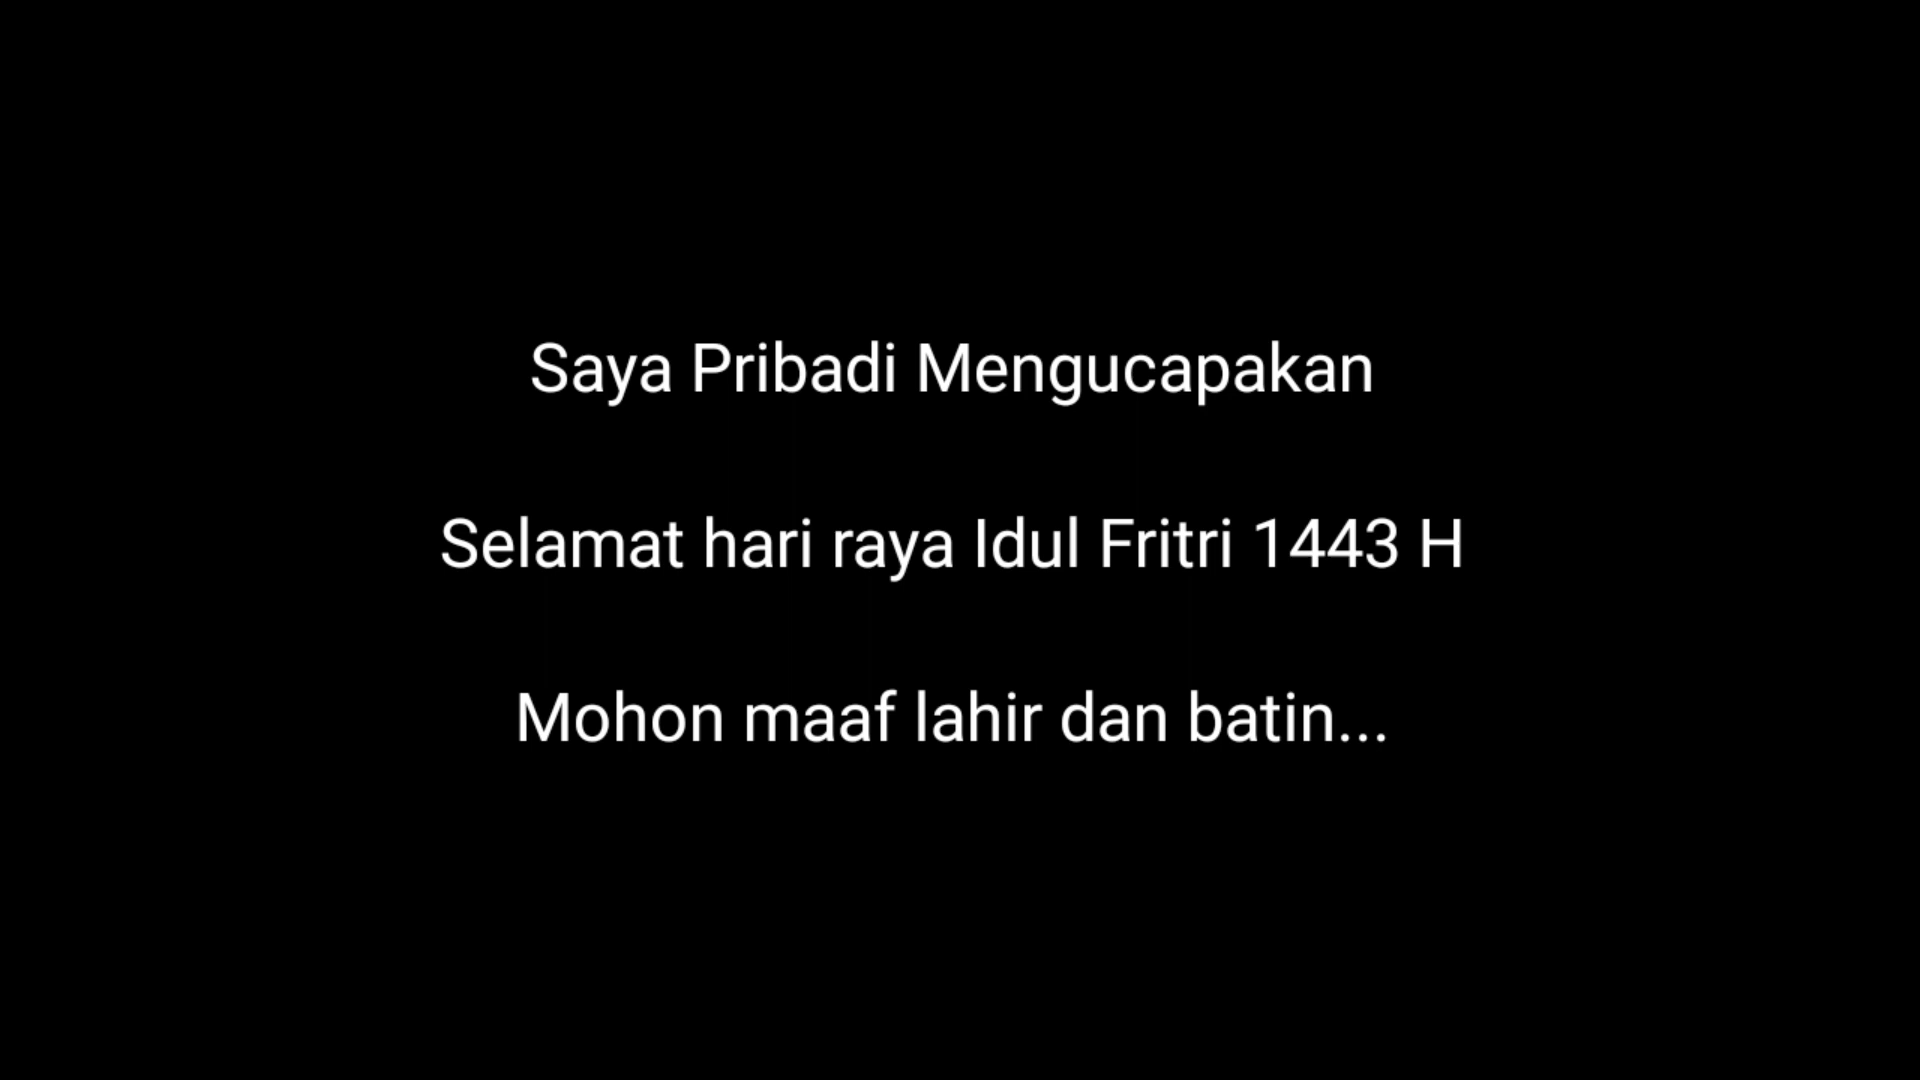 Saya Pribadi Mengucapakan
Selamat hari raya Idul Fritri 1443 H
Mohon maaf lahir dan batin...